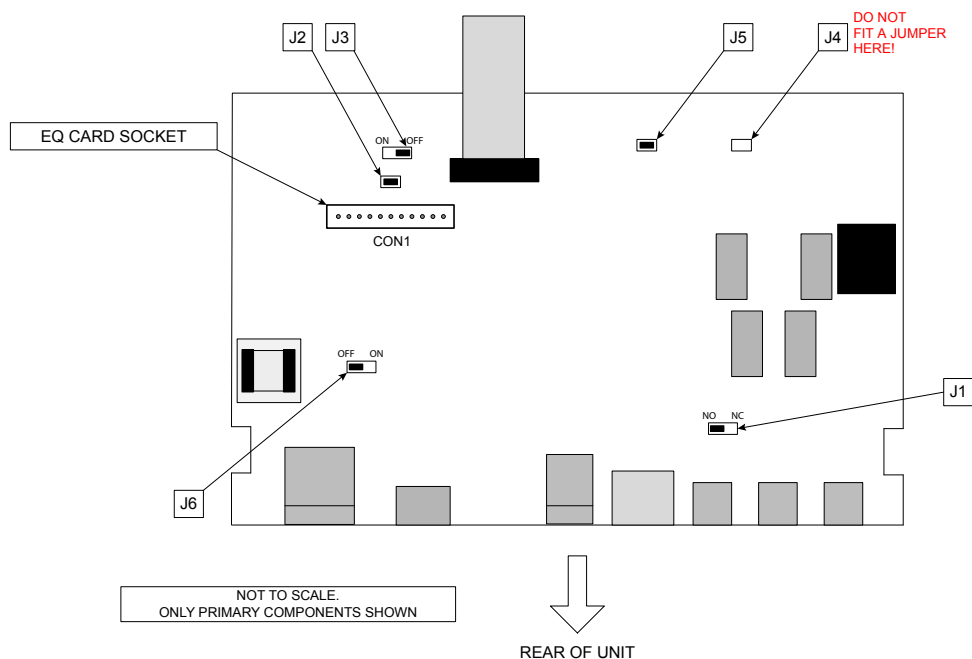 DO NOT
FIT A JUMPER
HERE!
J2
J3
J5
J4
EQ CARD SOCKET
ON OFF
CON1
OFF ON
NO NC
J1
J6
NOT TO SCALE.
ONLY PRIMARY COMPONENTS SHOWN
REAR OF UNIT